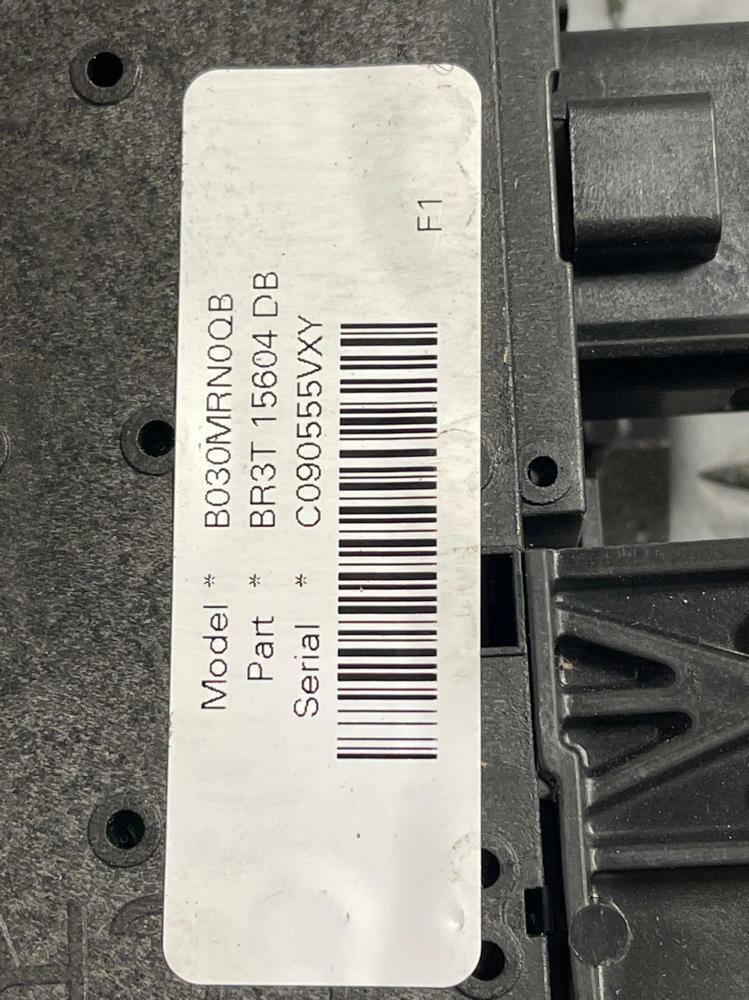 Model * B030MRN0QB
Part * BR3T 15604 DB
Serial * C090555VXY
F1